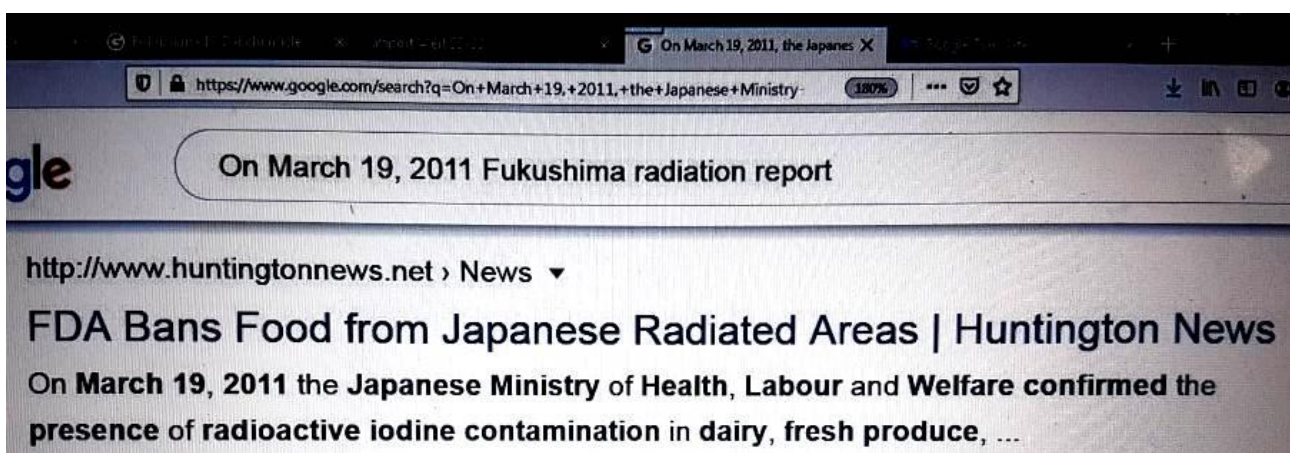 G On March 19, 2011, the Japanes X
https://www.google.com/search?q=On+March+19,+2011,+the+Japanese+Ministry 180% ...
gle On March 19, 2011 Fukushima radiation report
http://www.huntingtonnews.net › News ▼
FDA Bans Food from Japanese Radiated Areas | Huntington News
On March 19, 2011 the Japanese Ministry of Health, Labour and Welfare confirmed the
presence of radioactive iodine contamination in dairy, fresh produce, ...